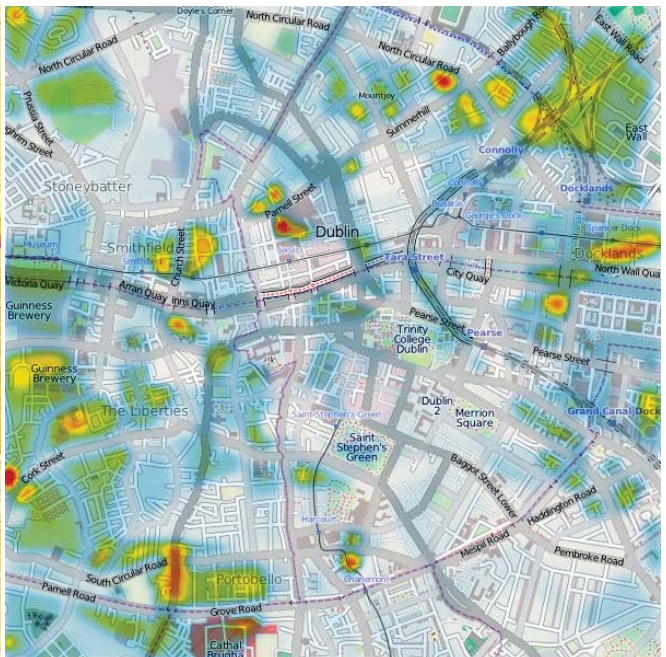 Doyle's Corner
North Circular Road
Ballybough Road
North Circular Road
East Wall Road
Prussia Street
Mountjoy
Summerhill
East
Wall
Connolly
Stoneybatter
Connolly
Docklands
Parnell Street
Busáras
George's Dock
Dublin
Spencer Dock
Museum
Smithfield
Church Street
Jervis
Docklands
Smithfield
Tara Street
North Wall Qua
Victoria Quay
City Quay
Arran Quay
Inns Quay
Guinness
Brewery
Pearse Street
Trinity
College
Dublin
Pearse
Pearse Street
Guinness
Brewery
Dublin
2
Merrion
Square
The Liberties
Saint Stephen's Green
Grand Canal Dock
Saint
Stephen's
Green
Cork Street
Baggot Street Lower
Haddington Road
Harcourt
Mespil Road
Pembroke Road
South Circular Road
Portobello
Charlemont
Parnell Road
Grove Road
Cathal
Brugha